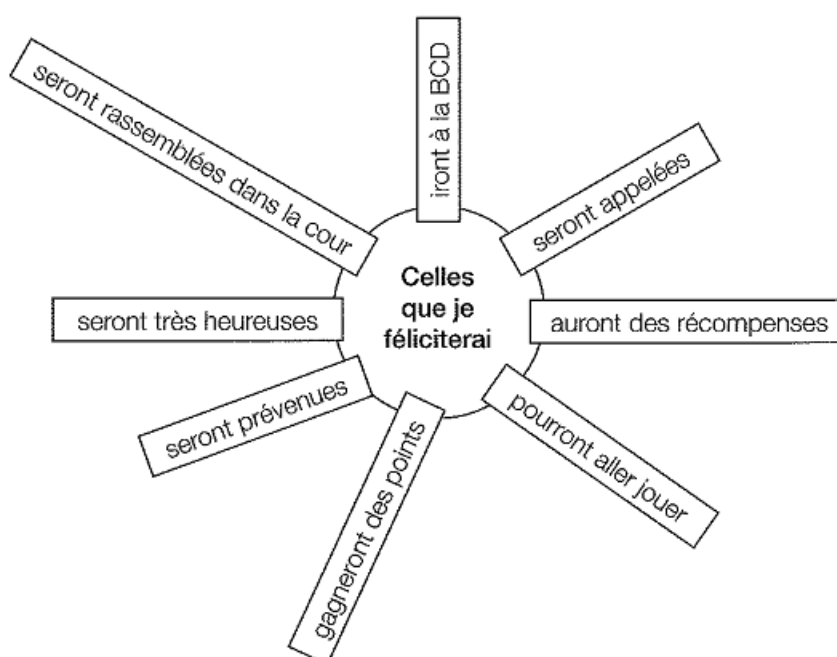 Celles
que je
féliciterai
iront à la BCD
seront appelées
auront des récompenses
pourront aller jouer
gagneront des points
seront prévenues
seront très heureuses
seront rassemblées dans la cour